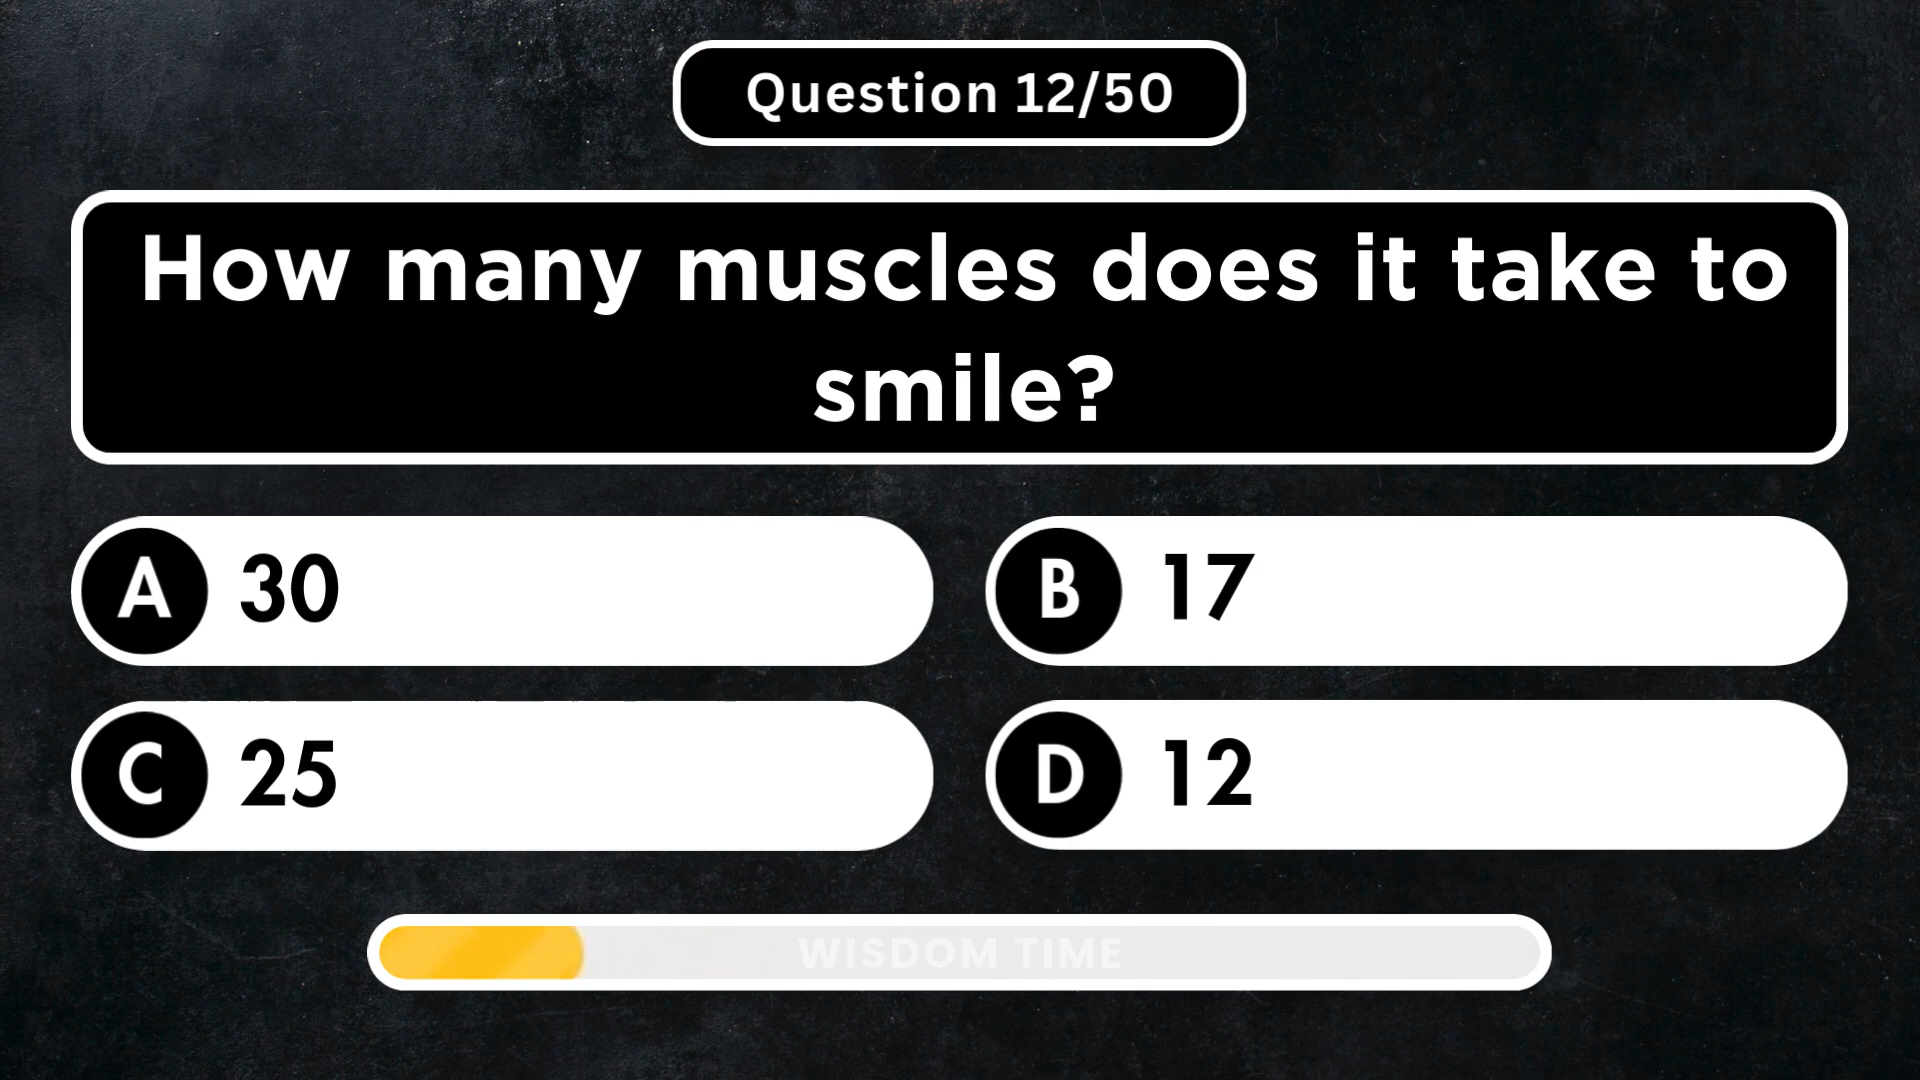 Question 12/50
How many muscles does it take to
smile?
A 30
B 17
C 25
D 12
WISDOM TIME